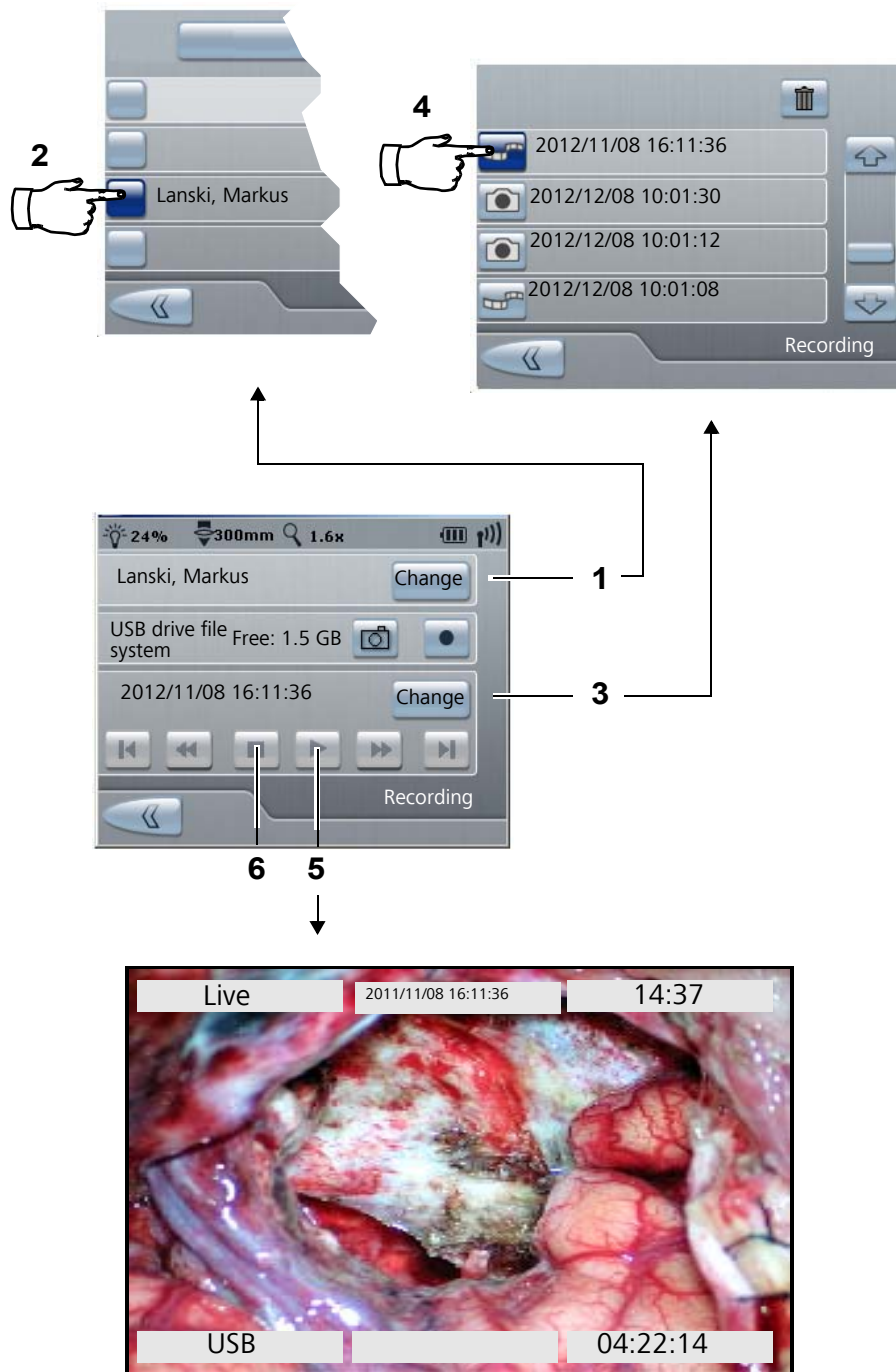 4
2
2012/11/08 16:11:36
Lanski, Markus
2012/12/08 10:01:30
2012/12/08 10:01:12
2012/12/08 10:01:08
Recording
24% 300mm 1.6x
Lanski, Markus Change
1
USB drive file system Free: 1.5 GB
2012/11/08 16:11:36 Change
3
Recording
6 5
Live 2011/11/08 16:11:36 14:37
USB 04:22:14